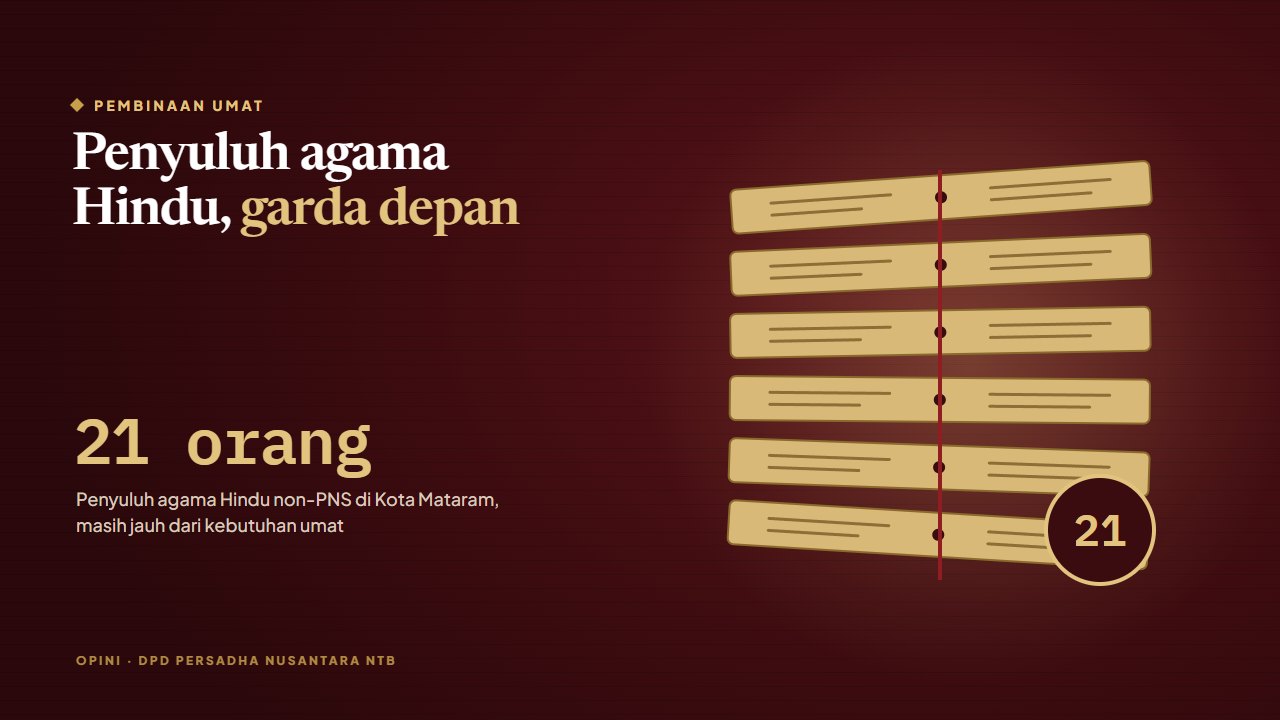 PEMBINAAN UMAT
Penyuluh agama
Hindu, garda depan
21 orang
Penyuluh agama Hindu non-PNS di Kota Mataram,
masih jauh dari kebutuhan umat
21
OPINI · DPD PERSADHA NUSANTARA NTB